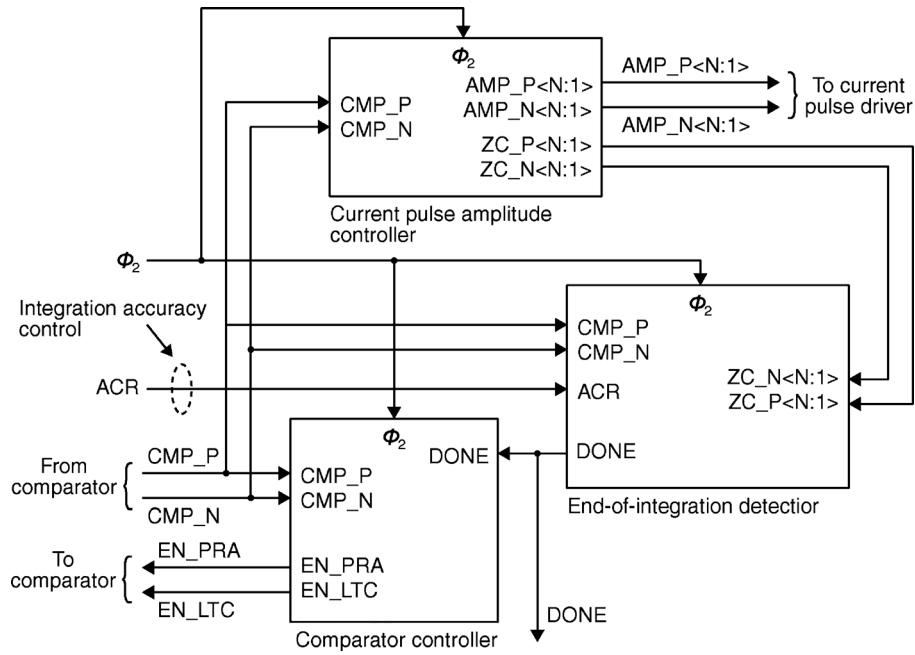 Φ2
AMP_P<N:1>
AMP_N<N:1>
CMP_P
CMP_N
ZC_P<N:1>
ZC_N<N:1>
AMP_P<N:1>
AMP_N<N:1>
To current
pulse driver
Current pulse amplitude
controller
Φ2
Integration accuracy
control
ACR
Φ2
CMP_P
CMP_N
ACR
ZC_N<N:1>
ZC_P<N:1>
DONE
End-of-integration detectior
From
comparator
CMP_P
CMP_N
Φ2
DONE
CMP_P
CMP_N
EN_PRA
EN_LTC
To
comparator
EN_PRA
EN_LTC
Comparator controller
DONE